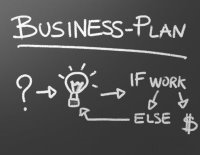 BUSINESS-PLAN
? IF WORK
ELSE $